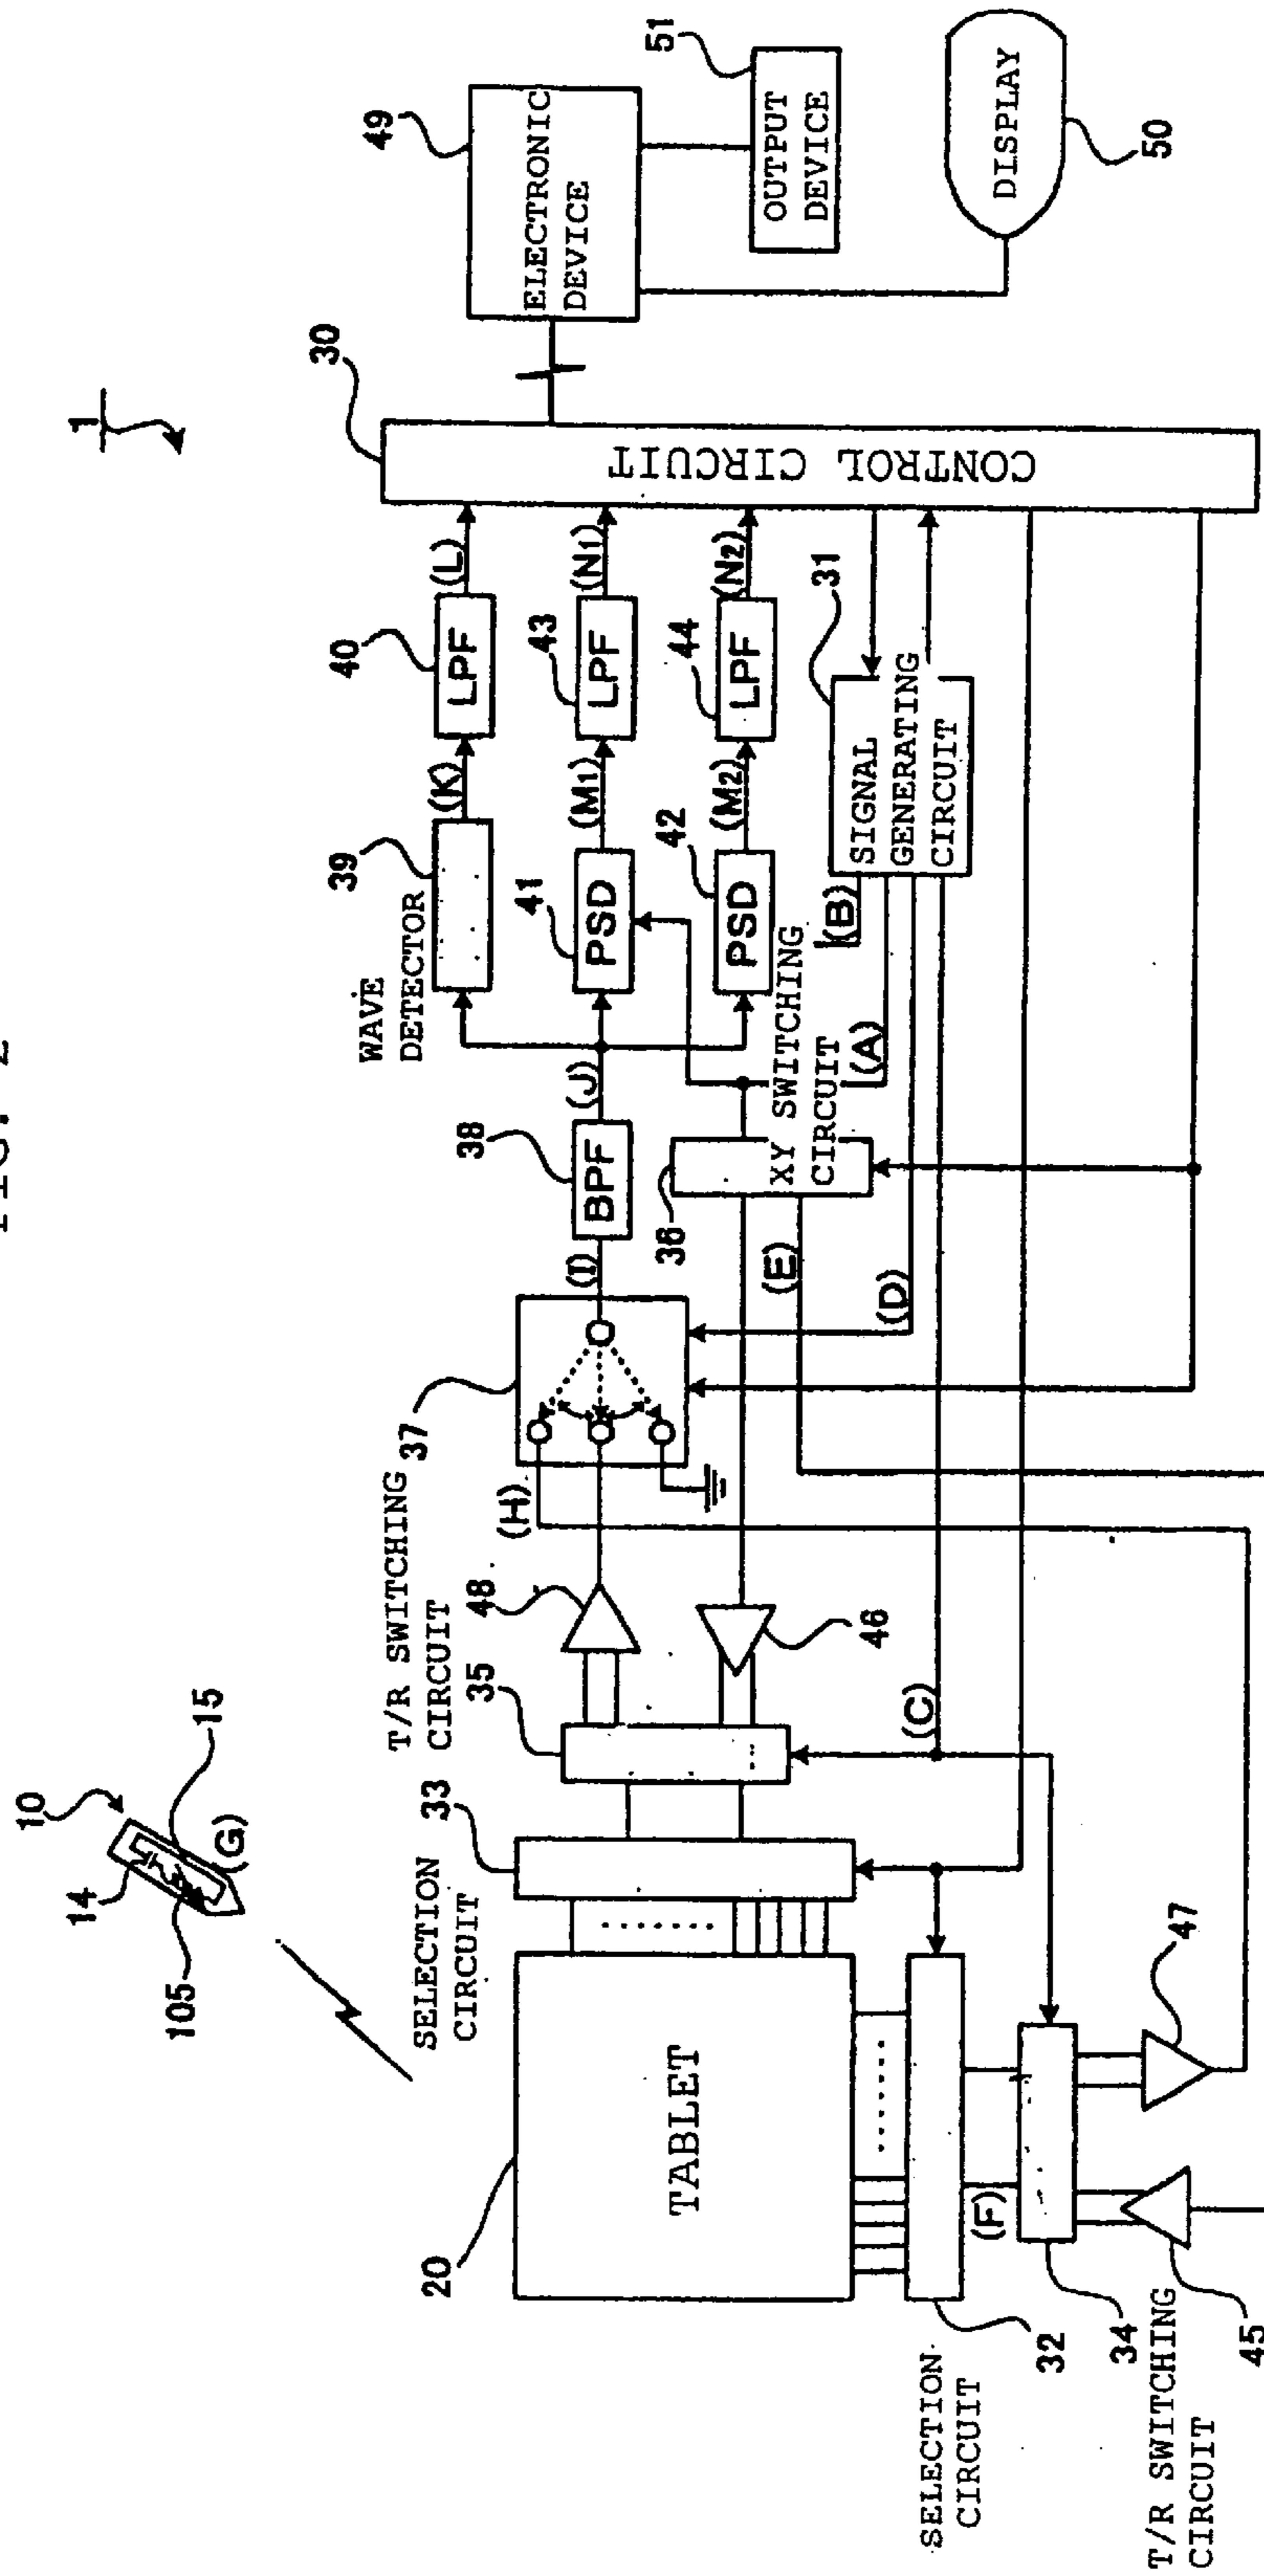 FIG. 2
1
10
14
15
105
(G)
20
TABLET
SELECTION
CIRCUIT
33
T/R SWITCHING
CIRCUIT
35
48
46
37
(H)
(I)
BPF
38
(J)
WAVE
DETECTOR
39
(K)
LPF
40
(L)
41
PSD
(M1)
LPF
43
(N1)
42
PSD
(M2)
LPF
44
(N2)
36
XY SWITCHING
CIRCUIT
(E)
(A)
(B)
(D)
(C)
SIGNAL
GENERATING
CIRCUIT
31
CONTROL CIRCUIT
30
ELECTRONIC
DEVICE
49
OUTPUT
DEVICE
51
DISPLAY
50
SELECTION
CIRCUIT
32
(F)
34
T/R SWITCHING
CIRCUIT
45
47